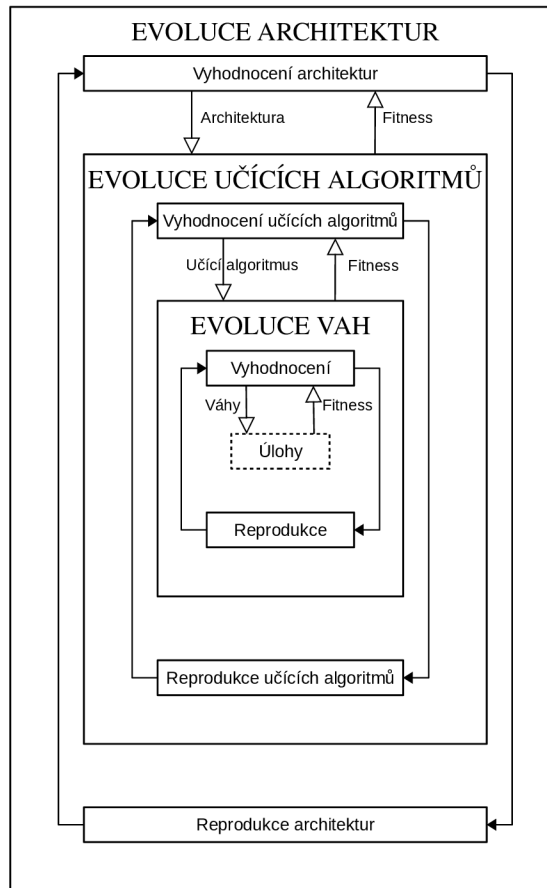 EVOLUCE ARCHITEKTUR
Vyhodnocení architektur
Architektura
Fitness
EVOLUCE UČÍCÍCH ALGORITMŮ
Vyhodnocení učících algoritmů
Učící algoritmus
Fitness
EVOLUCE VAH
Vyhodnocení
Váhy
Fitness
Úlohy
Reprodukce
Reprodukce učících algoritmů
Reprodukce architektur